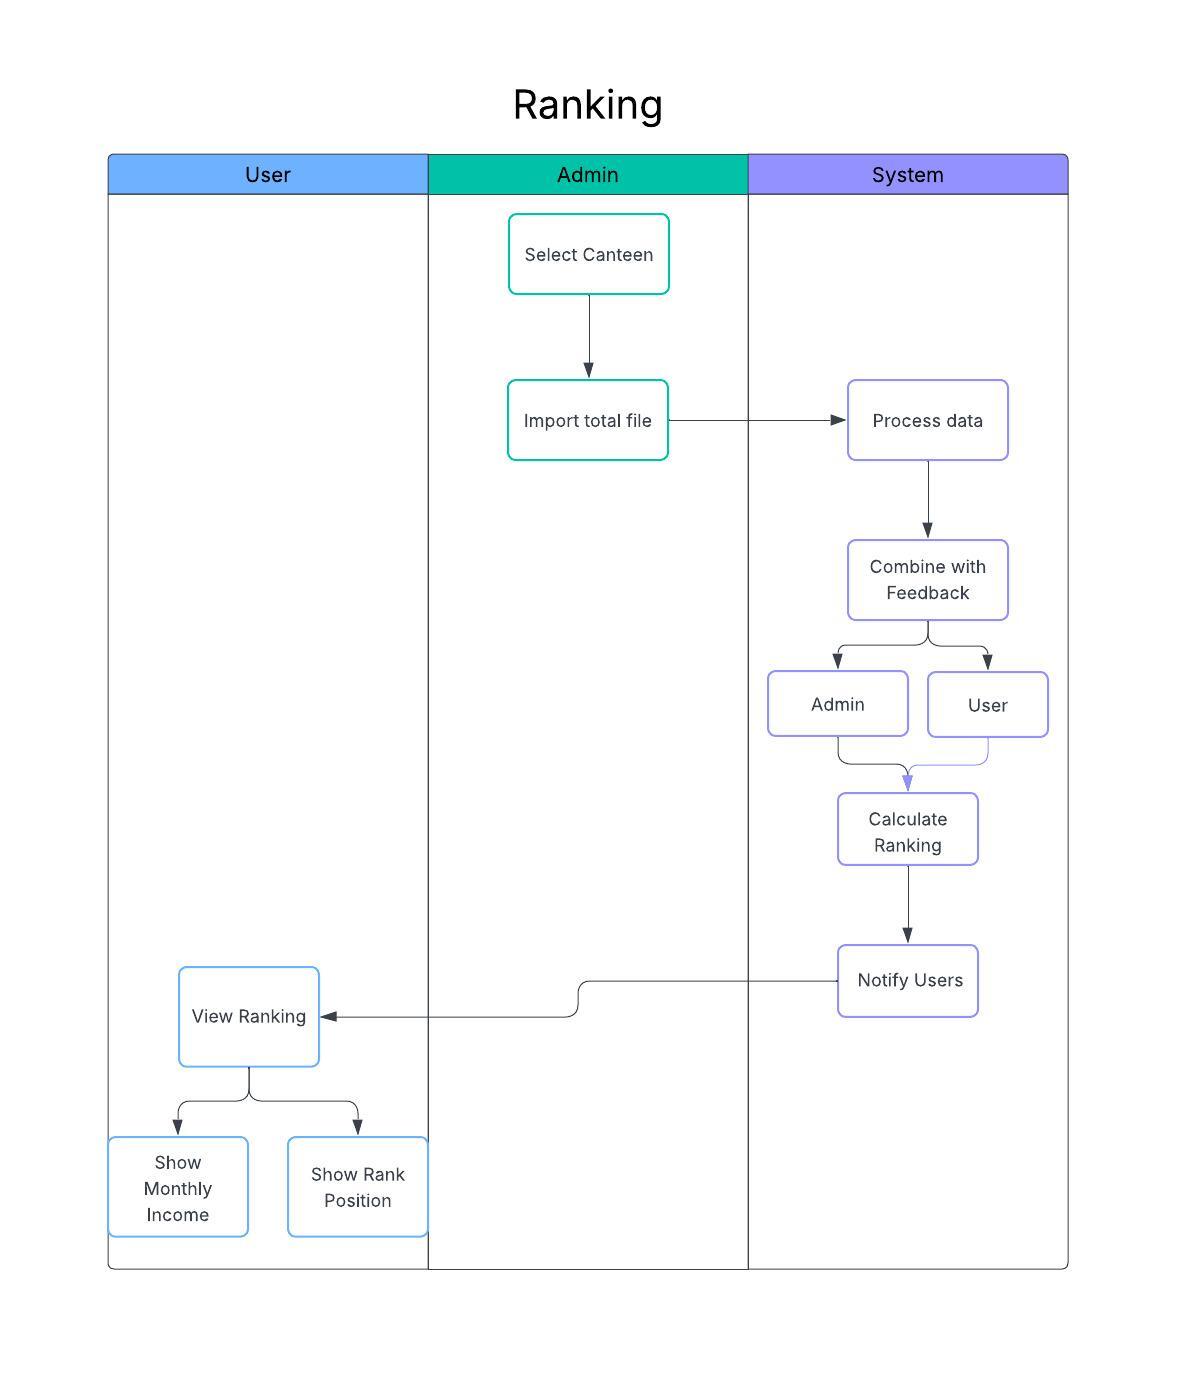 Ranking
User
Admin
System
Select Canteen
Import total file
Process data
Combine with
Feedback
Admin
User
Calculate
Ranking
Notify Users
View Ranking
Show
Monthly
Income
Show Rank
Position